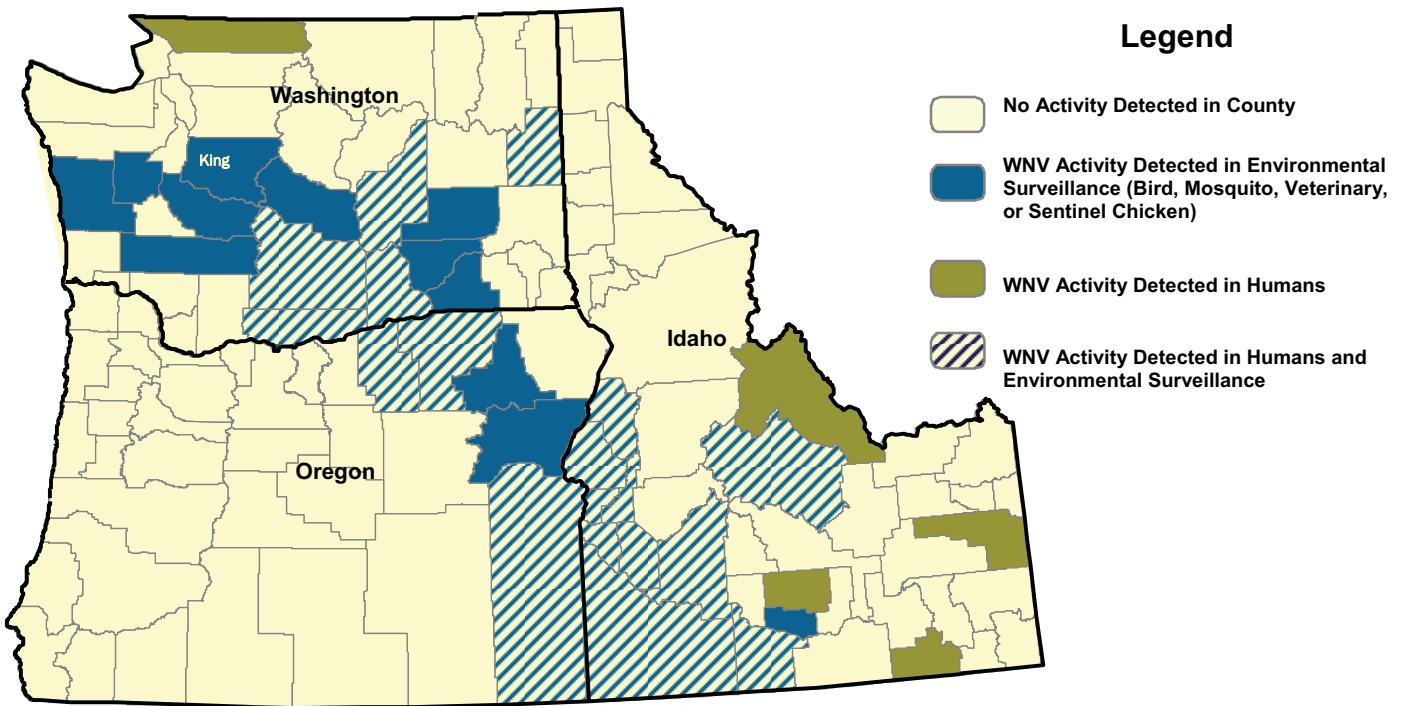 Legend
No Activity Detected in County
WNV Activity Detected in Environmental
Surveillance (Bird, Mosquito, Veterinary,
or Sentinel Chicken)
WNV Activity Detected in Humans
WNV Activity Detected in Humans and
Environmental Surveillance
Washington
King
Idaho
Oregon